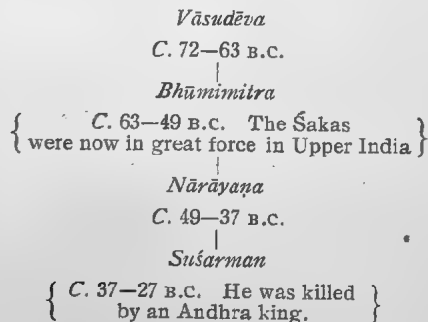 Vāsudēva
C. 72—63 B.C.
Bhūmimitra
C. 63—49 B.C. The Śakas
were now in great force in Upper India
Nārāyaṇa
C. 49—37 B.C.
Suśarman
C. 37—27 B.C. He was killed
by an Andhra king.